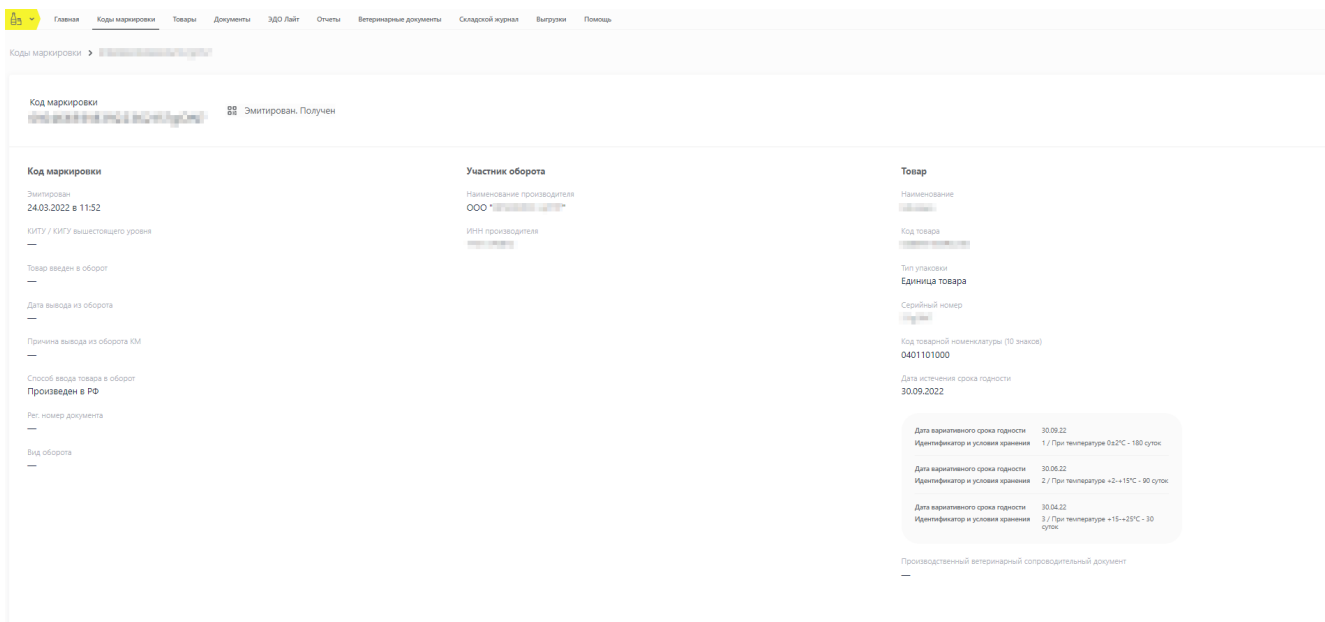 Главная Коды маркировки Товары Документы ЭДО Лайт Отчеты Ветеринарные документы Складской журнал Выгрузки Помощь
Коды маркировки >
Код маркировки
Эмитирован. Получен
Код маркировки
Эмитирован
24.03.2022 в 11:52
КИТУ / КИГУ вышестоящего уровня
—
Товар введен в оборот
—
Дата вывода из оборота
—
Причина вывода из оборота КМ
—
Способ ввода товара в оборот
Произведен в РФ
Рег. номер документа
—
Вид оборота
—
Участник оборота
Наименование производителя
ООО " "
ИНН производителя
Товар
Наименование
Код товара
Тип упаковки
Единица товара
Серийный номер
Код товарной номенклатуры (10 знаков)
0401101000
Дата истечения срока годности
30.09.2022
Дата вариативного срока годности 30.09.22
Идентификатор и условия хранения 1 / При температуре 0±2°С - 180 суток
Дата вариативного срока годности 30.06.22
Идентификатор и условия хранения 2 / При температуре +2-+15°С - 90 суток
Дата вариативного срока годности 30.04.22
Идентификатор и условия хранения 3 / При температуре +15-+25°С - 30
суток
Производственный ветеринарный сопроводительный документ
—